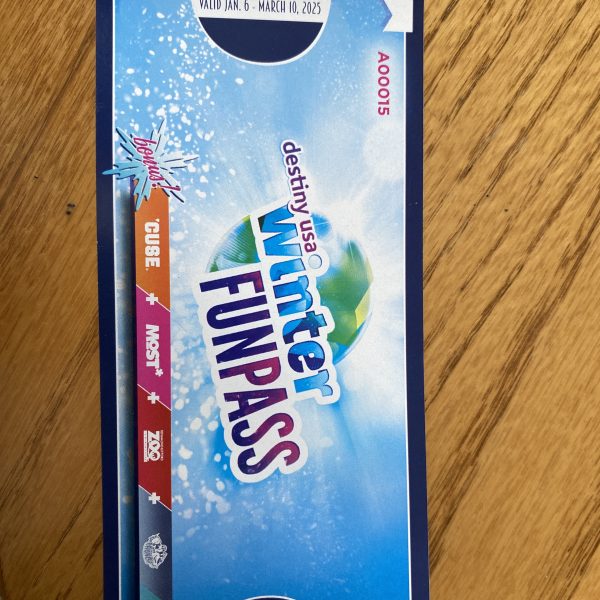 VALID JAN. 6 - MARCH 10, 2025
A00015
destiny usa
winter
FUNPASS
bonus!
'CUSE + MOST* + ZOO +